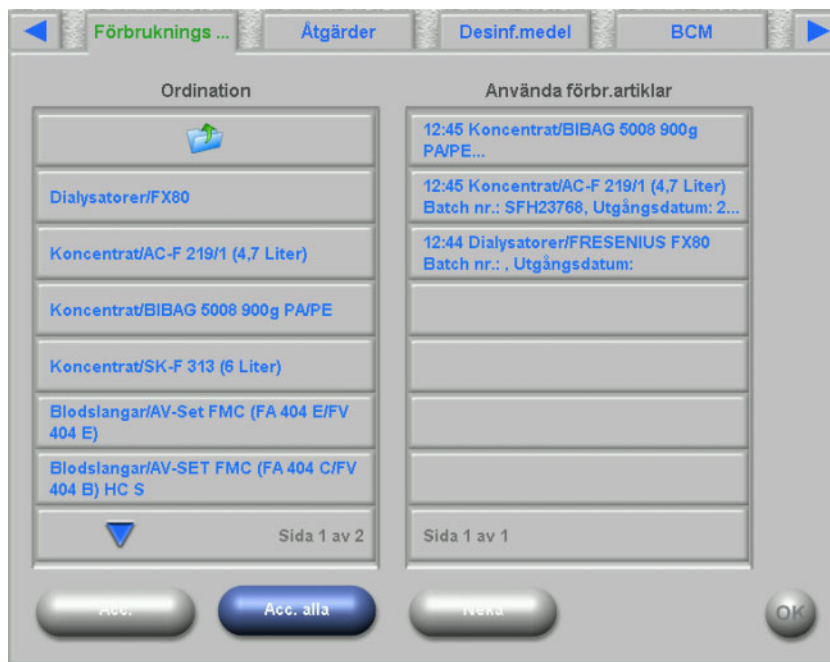 Förbruknings ...
Åtgärder
Desinf.medel
BCM
Ordination
Använda förbr.artiklar
Dialysatorer/FX80
Koncentrat/AC-F 219/1 (4,7 Liter)
Koncentrat/BIBAG 5008 900g PA/PE
Koncentrat/SK-F 313 (6 Liter)
Blodslangar/AV-Set FMC (FA 404 E/FV
404 E)
Blodslangar/AV-SET FMC (FA 404 C/FV
404 B) HC S
Sida 1 av 2
12:45 Koncentrat/BIBAG 5008 900g
PA/PE...
12:45 Koncentrat/AC-F 219/1 (4,7 Liter)
Batch nr.: SFH23768, Utgångsdatum: 2...
12:44 Dialysatorer/FRESENIUS FX80
Batch nr.: , Utgångsdatum:
Sida 1 av 1
Acc.
Acc. alla
Neka
OK